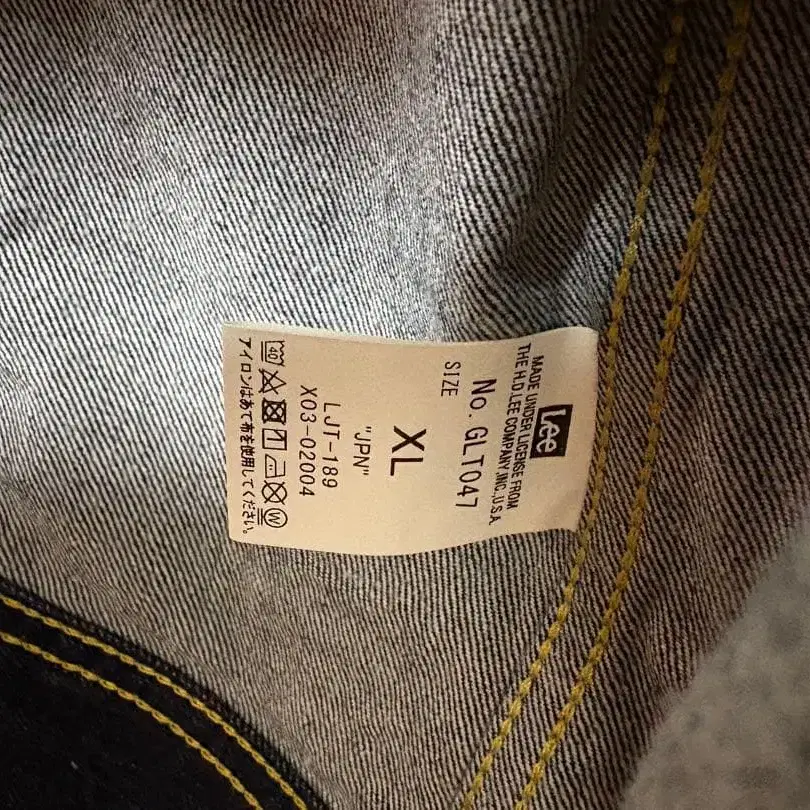 Lee
MADE UNDER LICENSE FROM
THE H.D.LEE COMPANY,INC.,U.S.A.
No. GLT047
SIZE
XL
"JPN"
LJT-189
X03-02004
40
W
アイロンはあて布を使用してください。